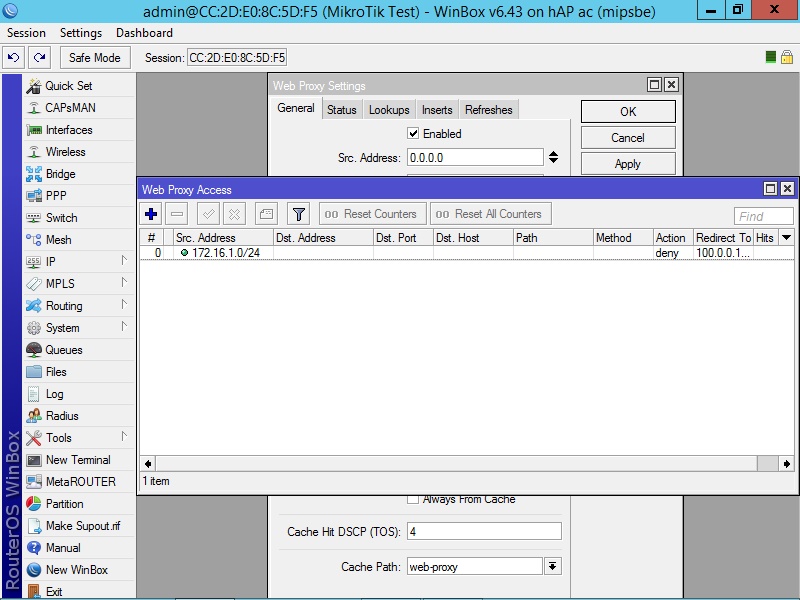 admin@CC:2D:E0:8C:5D:F5 (MikroTik Test) - WinBox v6.43 on hAP ac (mipsbe)
Session Settings Dashboard
Safe Mode Session: CC:2D:E0:8C:5D:F5
Quick Set
CAPsMAN
Interfaces
Wireless
Bridge
PPP
Switch
Mesh
IP
MPLS
Routing
System
Queues
Files
Log
Radius
Tools
New Terminal
MetaROUTER
Partition
Make Supout.rif
Manual
New WinBox
Exit
RouterOS WinBox
Web Proxy Settings
General Status Lookups Inserts Refreshes
Enabled
Src. Address: 0.0.0.0
OK
Cancel
Apply
Web Proxy Access
00 Reset Counters 00 Reset All Counters Find
# Src. Address Dst. Address Dst. Port Dst. Host Path Method Action Redirect To Hits
0 172.16.1.0/24 deny 100.0.0.1...
1 item
Always From Cache
Cache Hit DSCP (TOS): 4
Cache Path: web-proxy